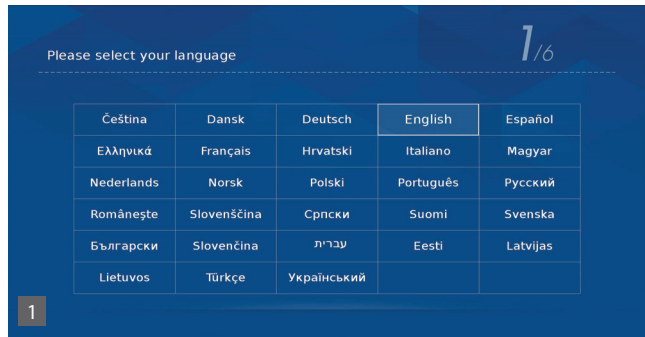 Please select your language
1/6
Čeština Dansk Deutsch English Español
Ελληνικά Français Hrvatski Italiano Magyar
Nederlands Norsk Polski Português Русский
Românește Slovenščina Српски Suomi Svenska
Български Slovenčina עברית Eesti Latvijas
Lietuvos Türkçe Український
1